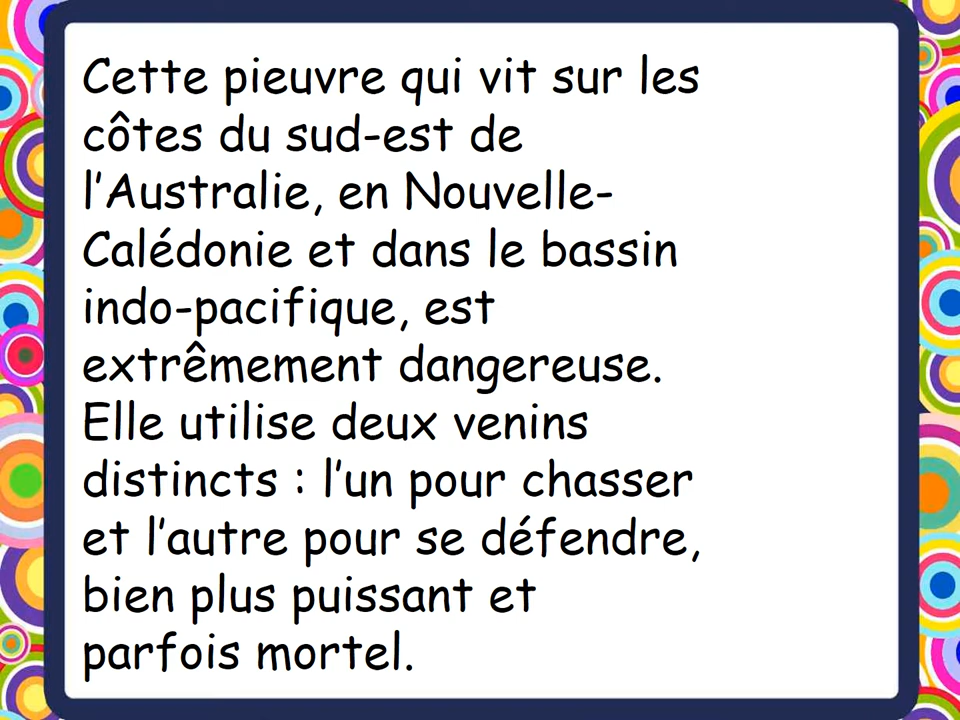 Cette pieuvre qui vit sur les
côtes du sud-est de
l’Australie, en Nouvelle-
Calédonie et dans le bassin
indo-pacifique, est
extrêmement dangereuse.
Elle utilise deux venins
distincts : l’un pour chasser
et l’autre pour se défendre,
bien plus puissant et
parfois mortel.